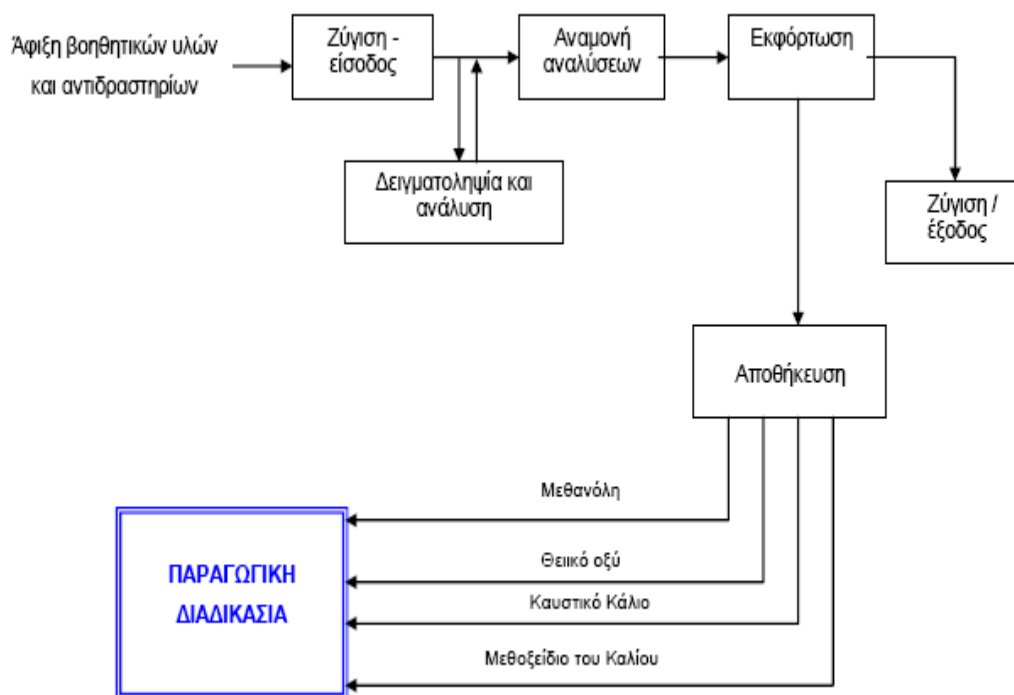 Άφιξη βοηθητικών υλών
και αντιδραστηρίων
Ζύγιση -
είσοδος
Αναμονή
αναλύσεων
Εκφόρτωση
Δειγματοληψία και
ανάλυση
Ζύγιση /
έξοδος
Αποθήκευση
Μεθανόλη
Θειικό οξύ
Καυστικό Κάλιο
Μεθοξείδιο του Καλίου
ΠΑΡΑΓΩΓΙΚΗ
ΔΙΑΔΙΚΑΣΙΑ